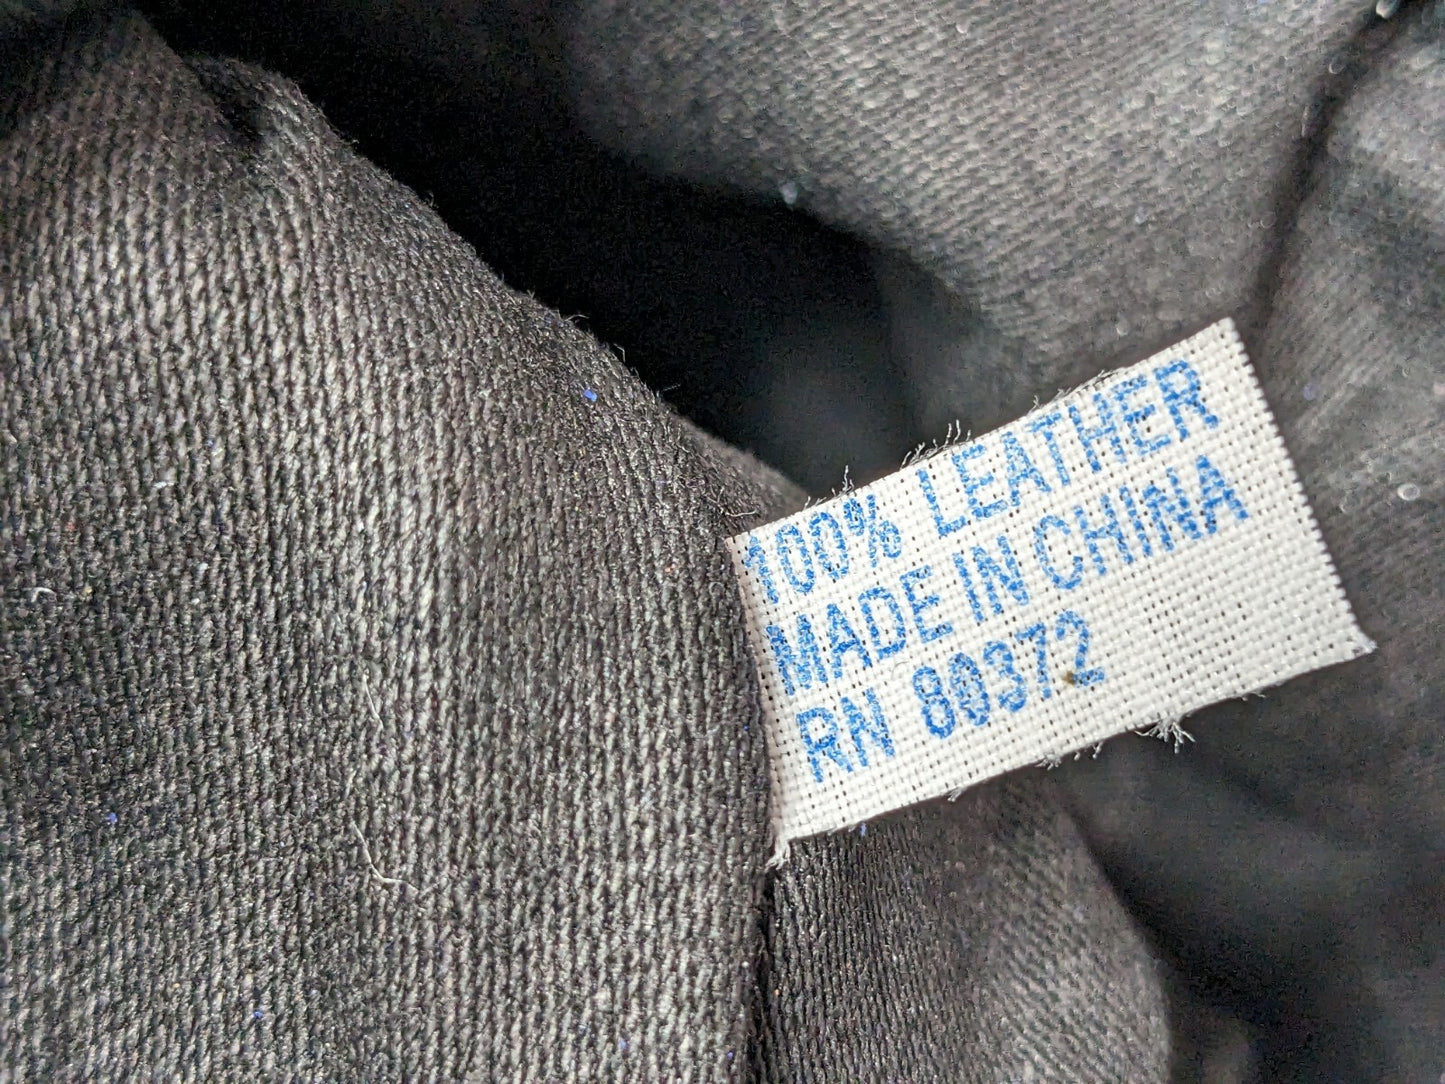 100% LEATHER
MADE IN CHINA
RN 80372